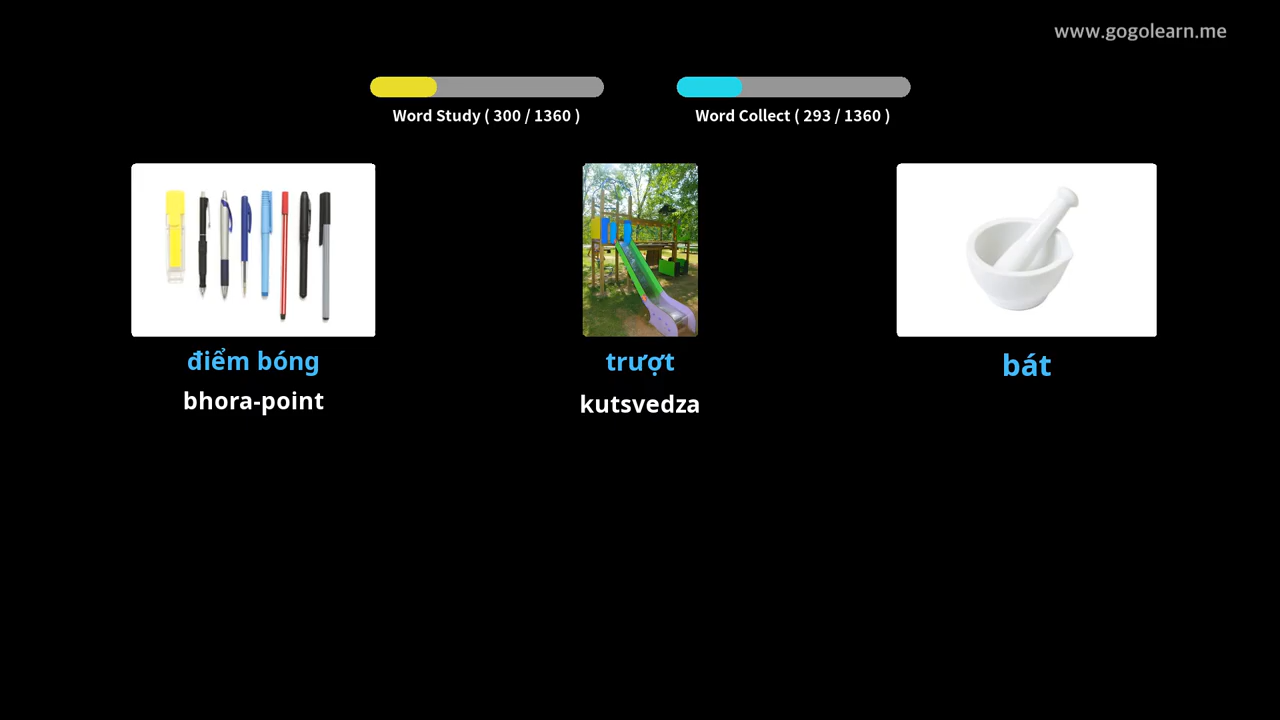 www.gogolearn.me
Word Study ( 300 / 1360 )
Word Collect ( 293 / 1360 )
điểm bóng
trượt
bát
bhora-point
kutsvedza